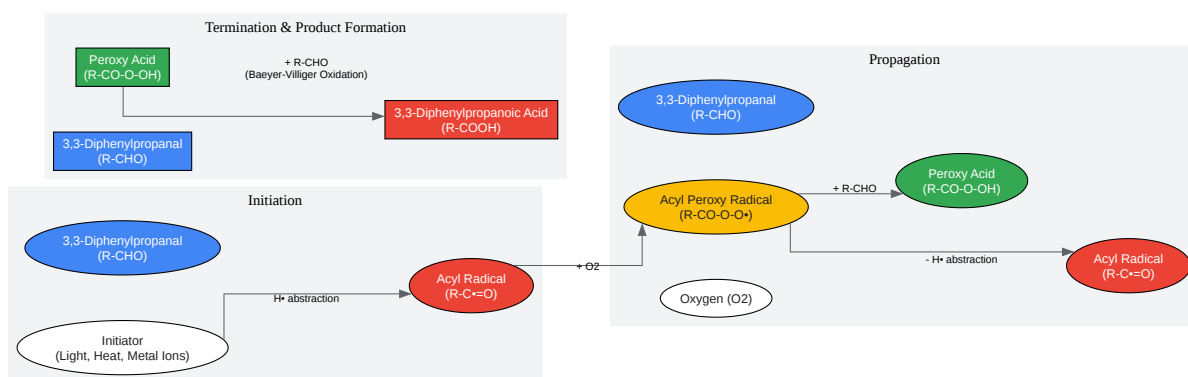 Termination & Product Formation
Peroxy Acid
(R-CO-O-OH)
+ R-CHO
(Baeyer-Villiger Oxidation)
3,3-Diphenylpropanoic Acid
(R-COOH)
3,3-Diphenylpropanal
(R-CHO)
Initiation
3,3-Diphenylpropanal
(R-CHO)
Acyl Radical
(R-C•=O)
H• abstraction
Initiator
(Light, Heat, Metal Ions)
+ O2
Propagation
3,3-Diphenylpropanal
(R-CHO)
Acyl Peroxy Radical
(R-CO-O-O•)
+ R-CHO
Peroxy Acid
(R-CO-O-OH)
- H• abstraction
Acyl Radical
(R-C•=O)
Oxygen (O2)